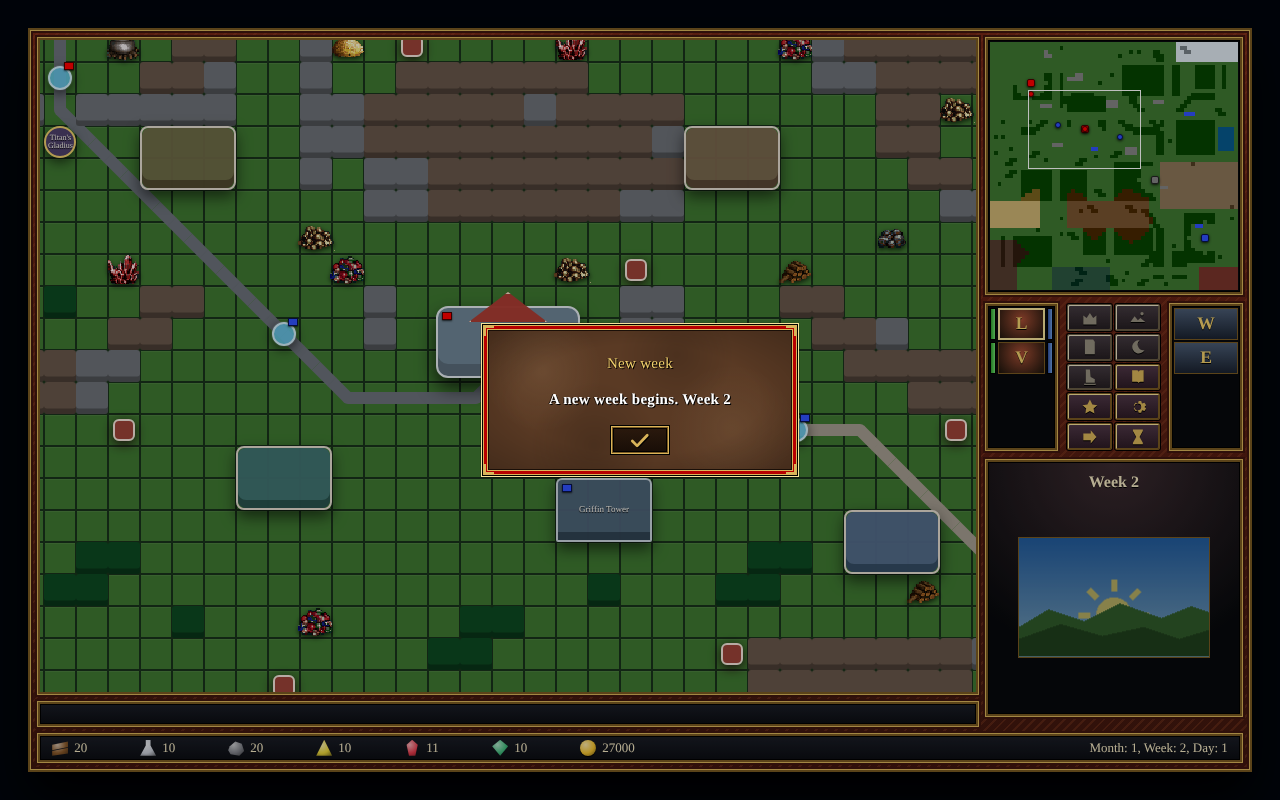 Titan's
Gladius
New week
A new week begins. Week 2
Griffin Tower
L
V
W
E
Week 2
20
10
20
10
11
10
27000
Month: 1, Week: 2, Day: 1